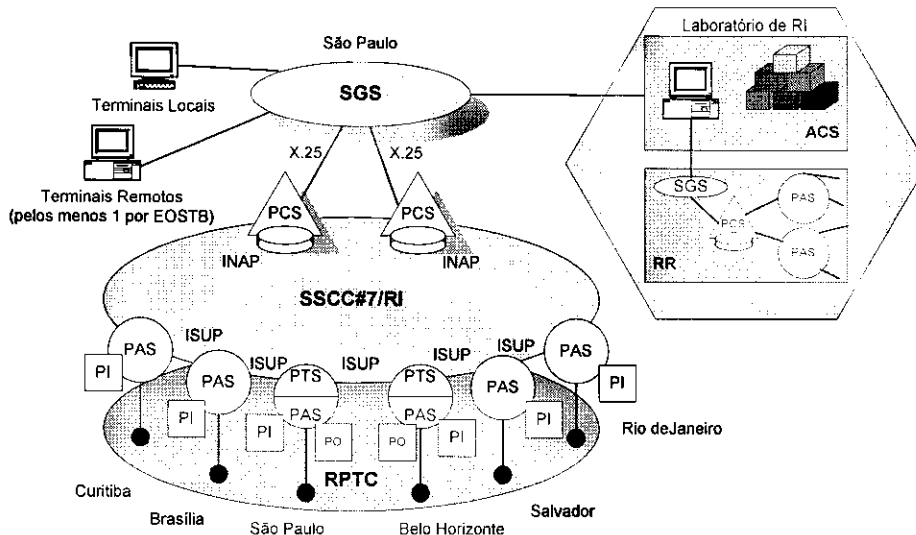 São Paulo
SGS
Terminais Locais
Terminais Remotos
(pelos menos 1 por EOSTB)
X.25
X.25
Laboratório de RI
ACS
SGS
PCS
PAS
PAS
RR
PCS
PCS
INAP
INAP
SSCC#7/RI
ISUP
ISUP
ISUP
ISUP
ISUP
PAS
PI
PAS
PI
PTS
PAS
PI
PO
PTS
PAS
PO
PI
PAS
PI
PAS
PI
RPTC
Curitiba
Brasília
São Paulo
Belo Horizonte
Salvador
Rio deJaneiro